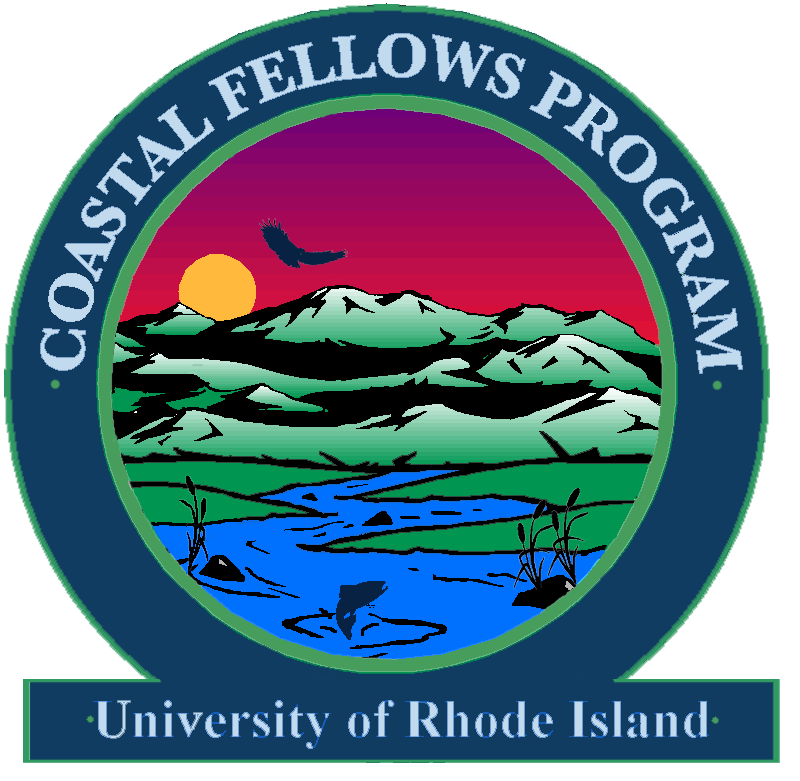 COASTAL FELLOWS PROGRAM
University of Rhode Island